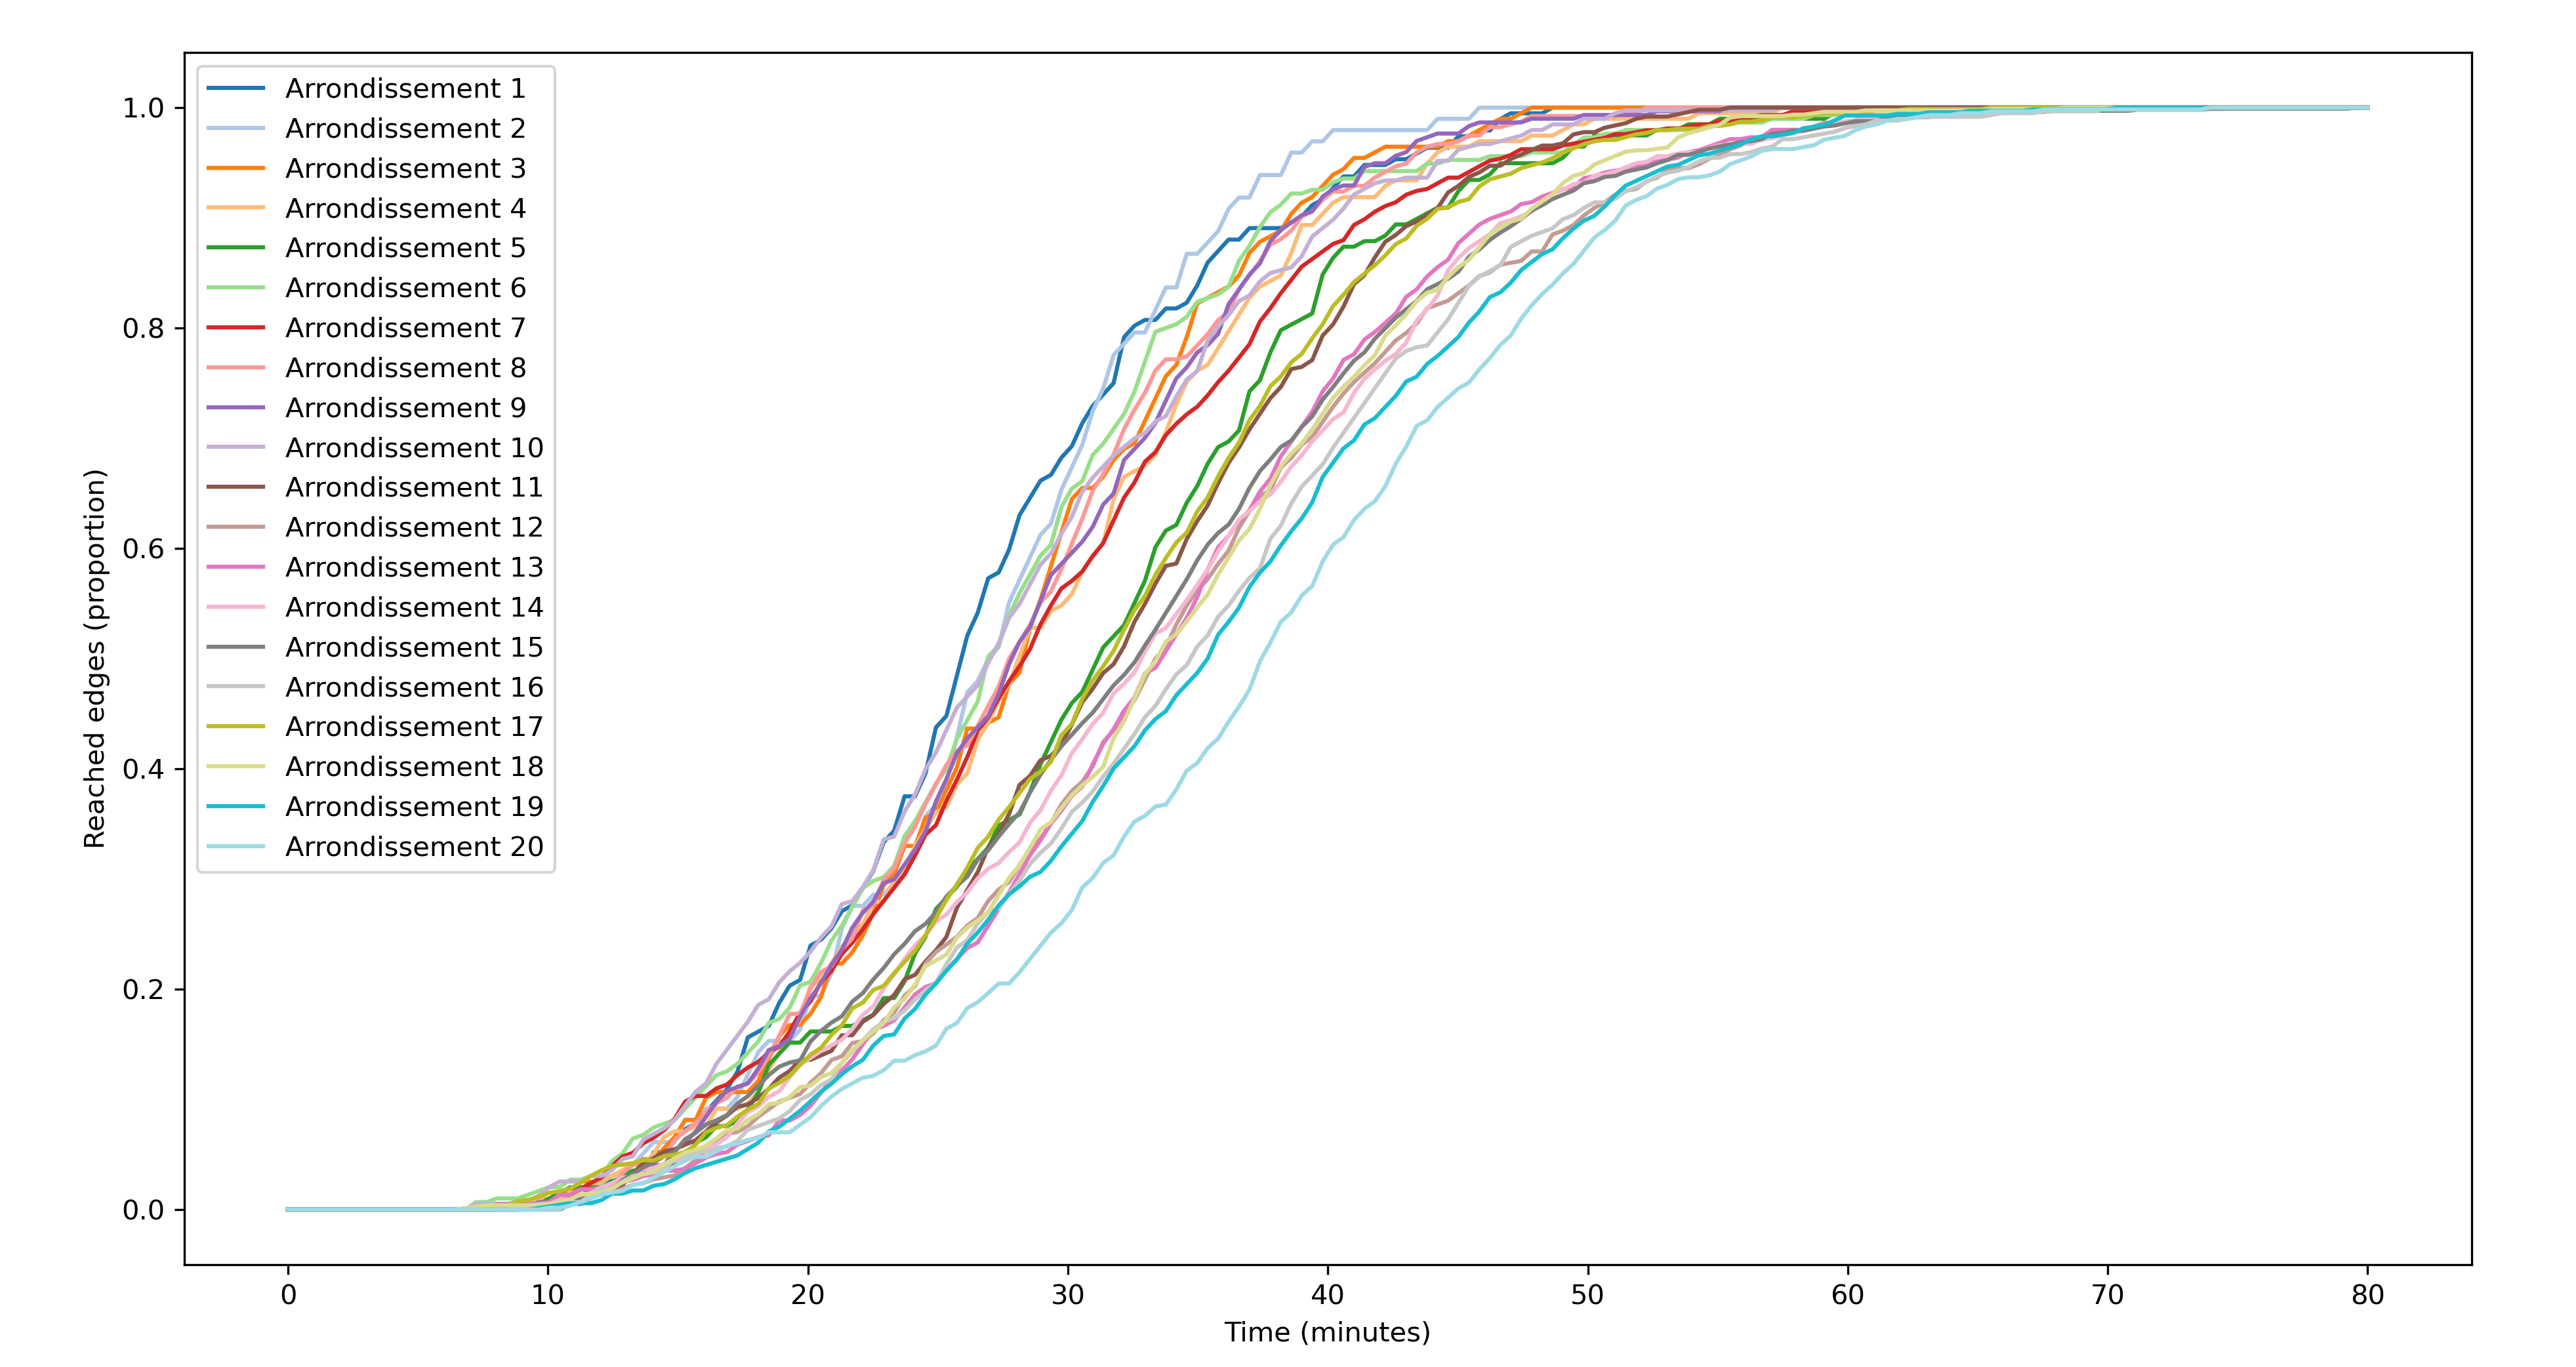 Arrondissement 1
Arrondissement 2
Arrondissement 3
Arrondissement 4
Arrondissement 5
Arrondissement 6
Arrondissement 7
Arrondissement 8
Arrondissement 9
Arrondissement 10
Arrondissement 11
Arrondissement 12
Arrondissement 13
Arrondissement 14
Arrondissement 15
Arrondissement 16
Arrondissement 17
Arrondissement 18
Arrondissement 19
Arrondissement 20
Reached edges (proportion)
1.0
0.8
0.6
0.4
0.2
0.0
0 10 20 30 40 50 60 70 80
Time (minutes)